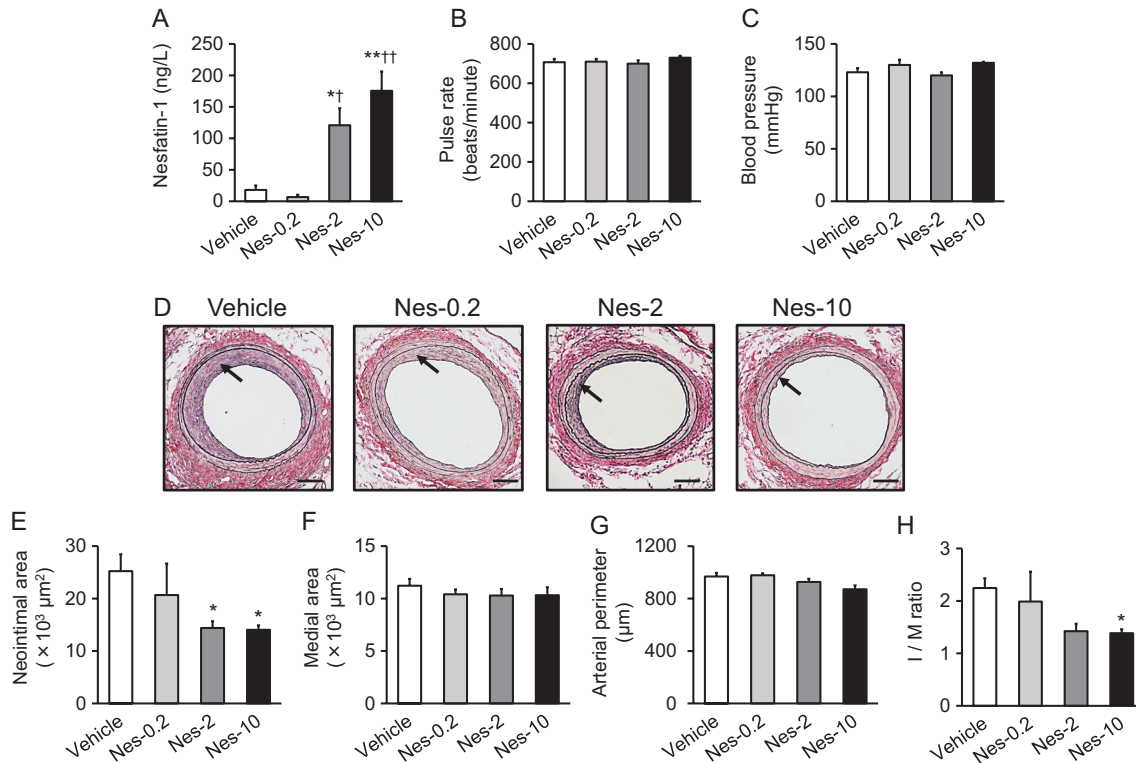 A
Nesfatin-1 (ng/L)
250
200
150
100
50
0
*†
**††
Vehicle
Nes-0.2
Nes-2
Nes-10
B
Pulse rate
(beats/minute)
800
600
400
200
0
Vehicle
Nes-0.2
Nes-2
Nes-10
C
Blood pressure
(mmHg)
150
100
50
0
Vehicle
Nes-0.2
Nes-2
Nes-10
D
Vehicle
Nes-0.2
Nes-2
Nes-10
E
Neointimal area
( × 10³ µm²)
30
20
10
0
*
*
Vehicle
Nes-0.2
Nes-2
Nes-10
F
Medial area
( × 10³ µm²)
15
10
5
0
Vehicle
Nes-0.2
Nes-2
Nes-10
G
Arterial perimeter
(µm)
1200
900
600
300
0
Vehicle
Nes-0.2
Nes-2
Nes-10
H
I / M ratio
3
2
1
0
*
Vehicle
Nes-0.2
Nes-2
Nes-10